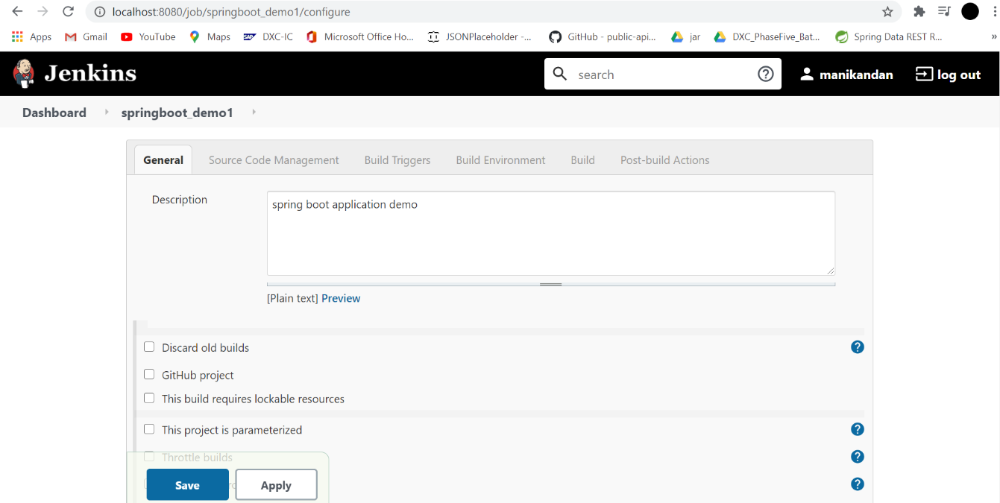 localhost:8080/job/springboot_demo1/configure
Apps Gmail YouTube Maps SAP DXC-IC Microsoft Office Ho... JSONPlaceholder -... GitHub - public-api... jar DXC_PhaseFive_Bat... Spring Data REST R... »
Jenkins search manikandan log out
Dashboard springboot_demo1
General Source Code Management Build Triggers Build Environment Build Post-build Actions
Description spring boot application demo
[Plain text] Preview
Discard old builds ?
GitHub project
This build requires lockable resources
This project is parameterized ?
Throttle builds ?
Save Apply ?